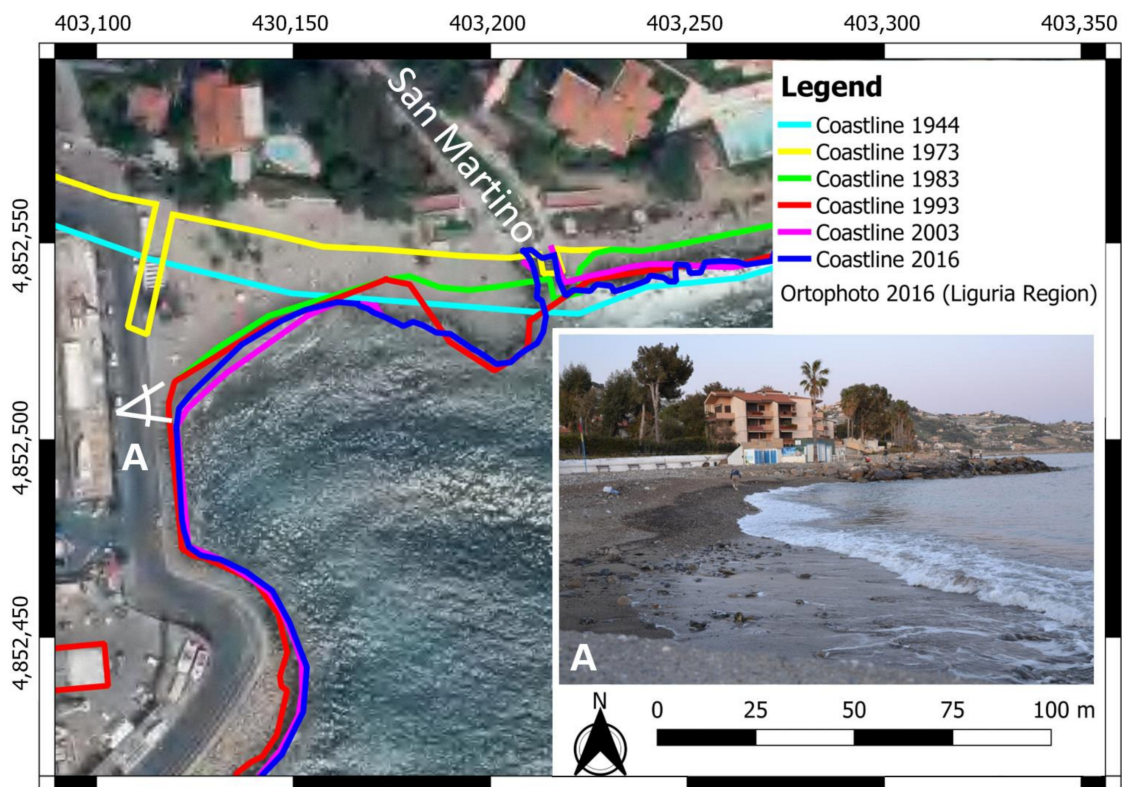 403,100 430,150 403,200 403,250 403,300 403,350
4,852,550
4,852,500
4,852,450
San Martino
A
Legend
Coastline 1944
Coastline 1973
Coastline 1983
Coastline 1993
Coastline 2003
Coastline 2016
Ortophoto 2016 (Liguria Region)
A
N
0 25 50 75 100 m